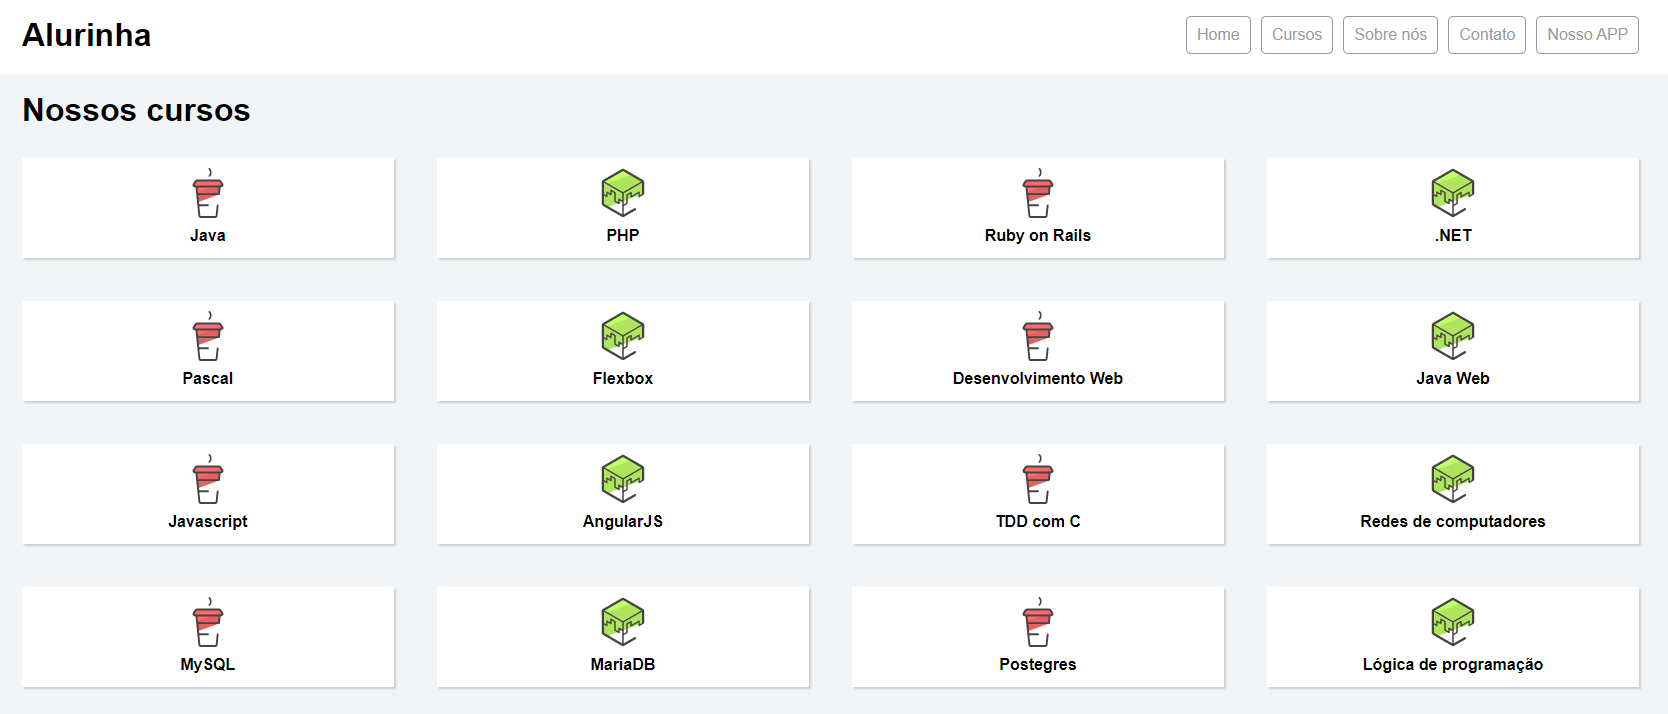 Alurinha
Home Cursos Sobre nós Contato Nosso APP
Nossos cursos
Java PHP Ruby on Rails .NET
Pascal Flexbox Desenvolvimento Web Java Web
Javascript AngularJS TDD com C Redes de computadores
MySQL MariaDB Postegres Lógica de programação